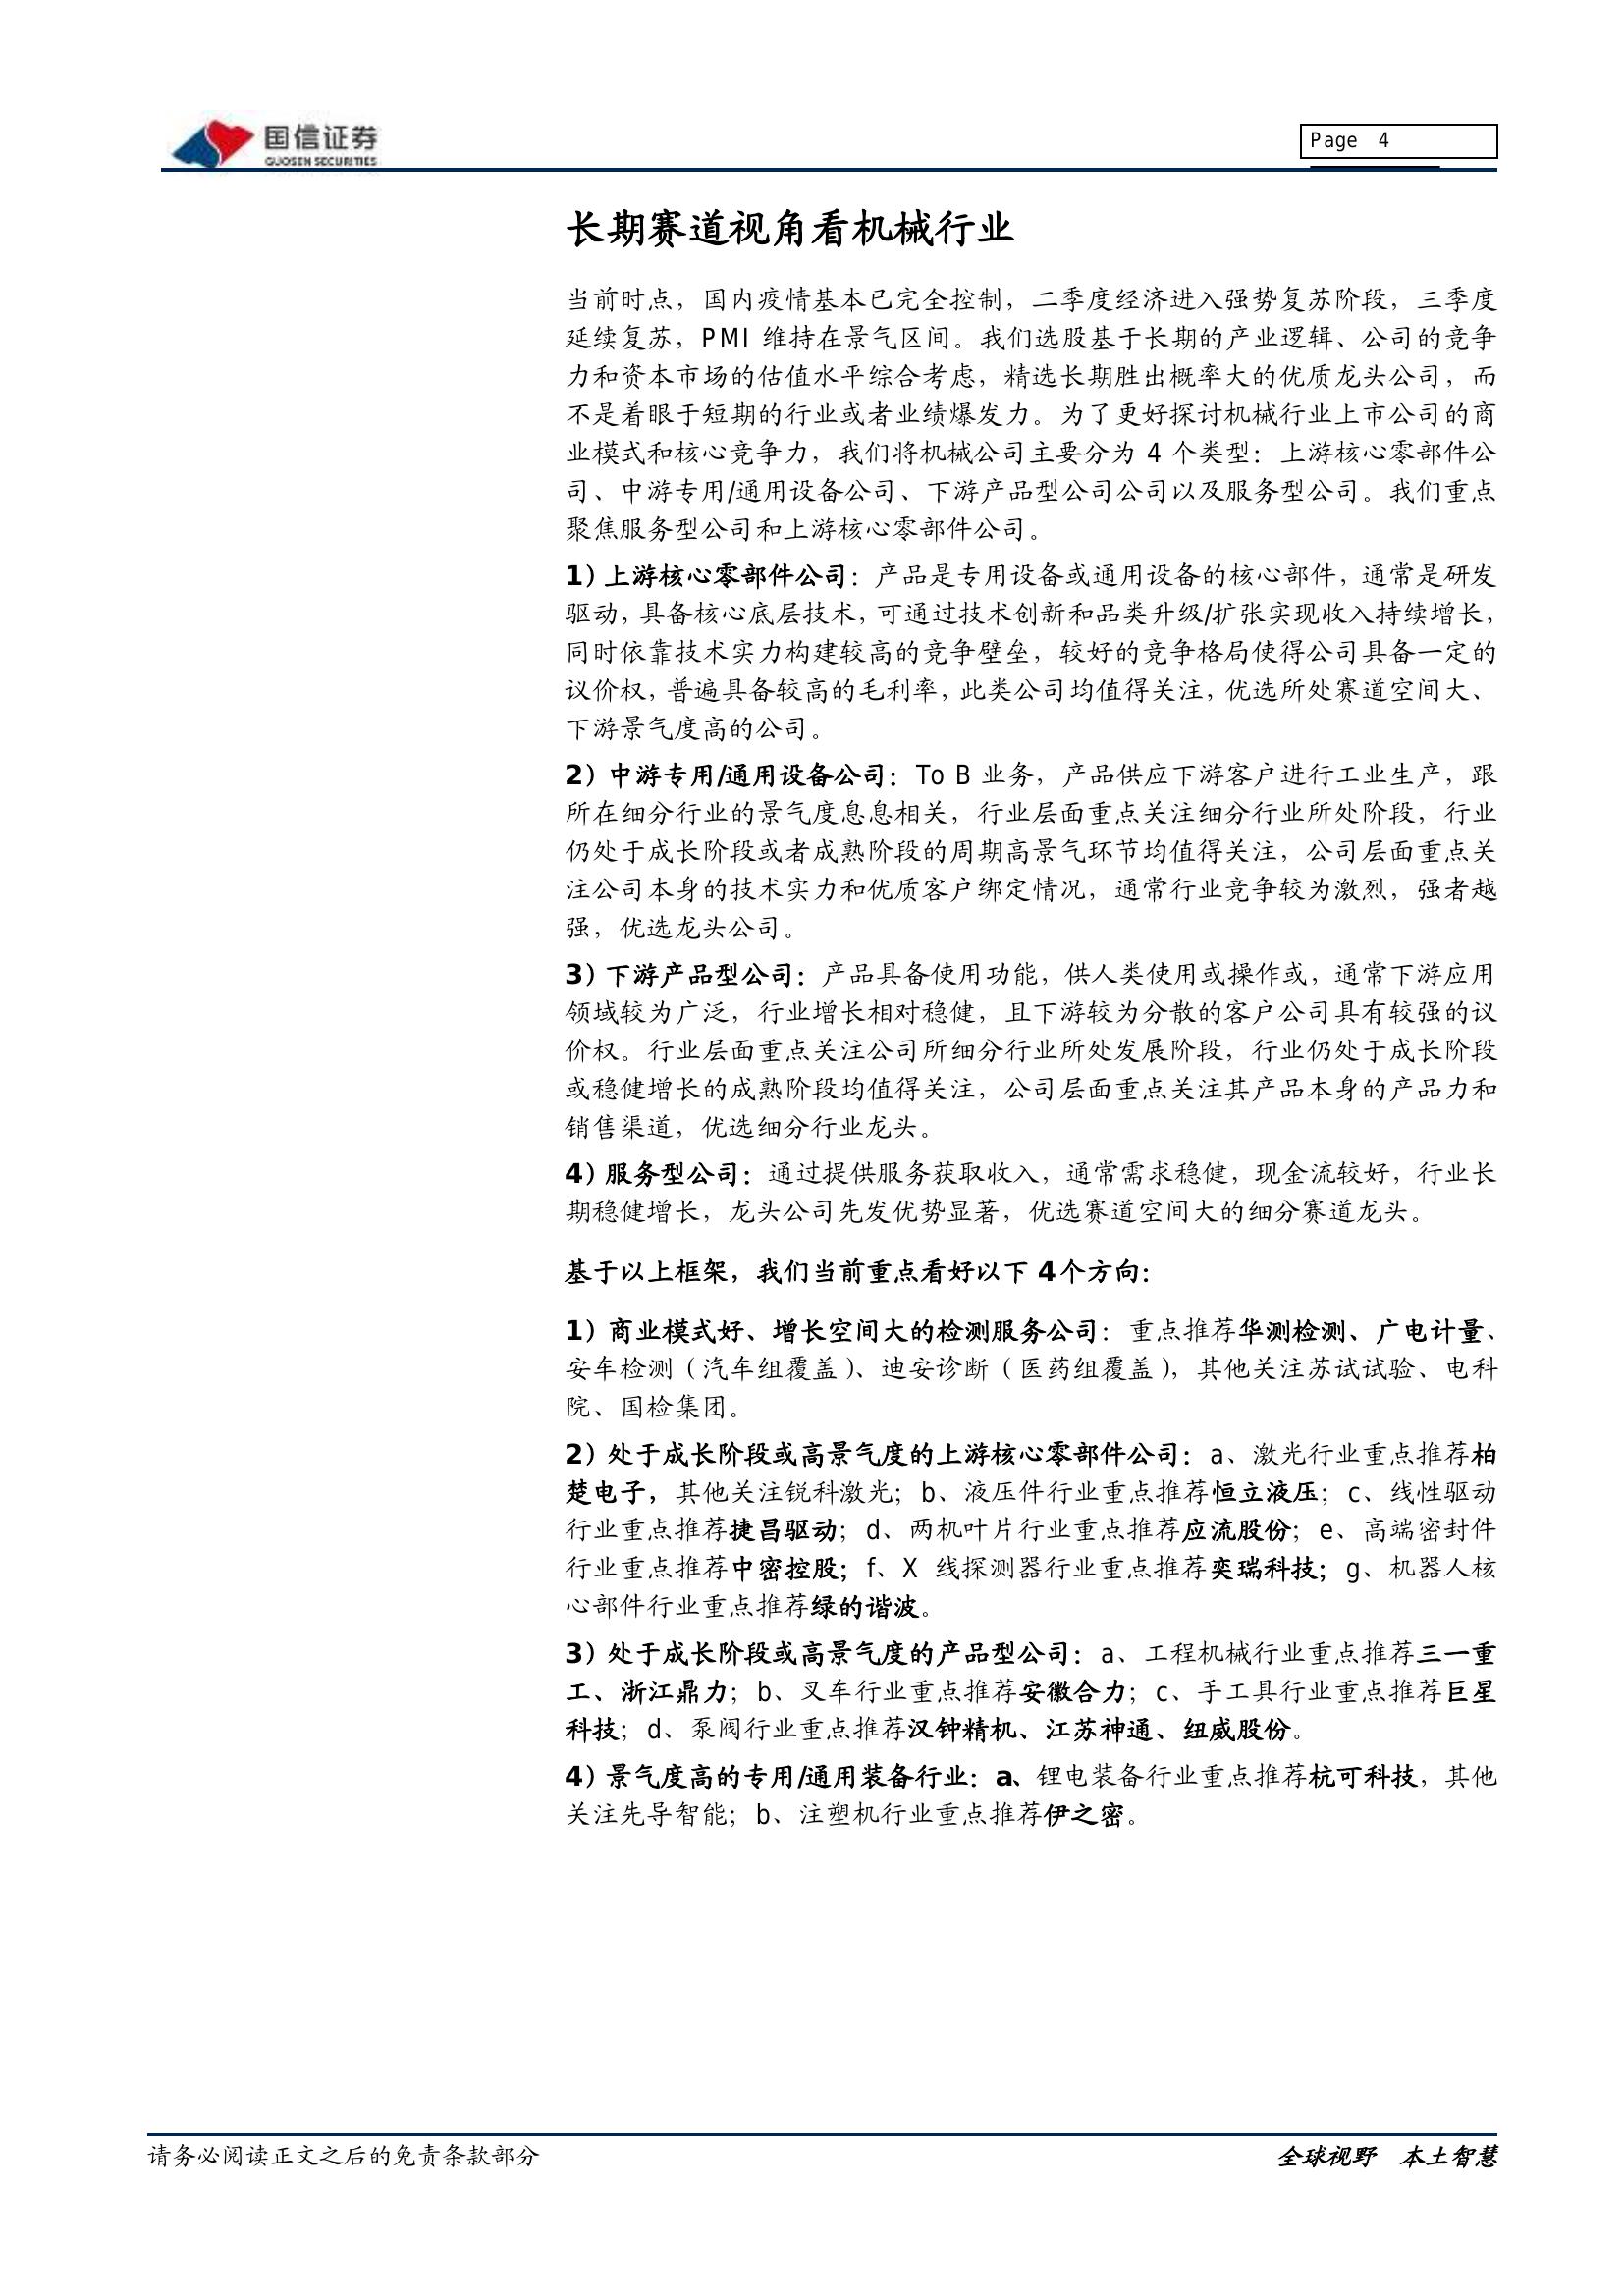 国信证券
GUOSEN SECURITIES
Page 4
长期赛道视角看机械行业
当前时点，国内疫情基本已完全控制，二季度经济进入强势复苏阶段，三季度
延续复苏，PMI 维持在景气区间。我们选股基于长期的产业逻辑、公司的竞争
力和资本市场的估值水平综合考虑，精选长期胜出概率大的优质龙头公司，而
不是着眼于短期的行业或者业绩爆发力。为了更好探讨机械行业上市公司的商
业模式和核心竞争力，我们将机械公司主要分为 4 个类型：上游核心零部件公
司、中游专用/通用设备公司、下游产品型公司公司以及服务型公司。我们重点
聚焦服务型公司和上游核心零部件公司。
1）上游核心零部件公司：产品是专用设备或通用设备的核心部件，通常是研发
驱动，具备核心底层技术，可通过技术创新和品类升级/扩张实现收入持续增长，
同时依靠技术实力构建较高的竞争壁垒，较好的竞争格局使得公司具备一定的
议价权，普遍具备较高的毛利率，此类公司均值得关注，优选所处赛道空间大、
下游景气度高的公司。
2）中游专用/通用设备公司：To B 业务，产品供应下游客户进行工业生产，跟
所在细分行业的景气度息息相关，行业层面重点关注细分行业所处阶段，行业
仍处于成长阶段或者成熟阶段的周期高景气环节均值得关注，公司层面重点关
注公司本身的技术实力和优质客户绑定情况，通常行业竞争较为激烈，强者越
强，优选龙头公司。
3）下游产品型公司：产品具备使用功能，供人类使用或操作或，通常下游应用
领域较为广泛，行业增长相对稳健，且下游较为分散的客户公司具有较强的议
价权。行业层面重点关注公司所细分行业所处发展阶段，行业仍处于成长阶段
或稳健增长的成熟阶段均值得关注，公司层面重点关注其产品本身的产品力和
销售渠道，优选细分行业龙头。
4）服务型公司：通过提供服务获取收入，通常需求稳健，现金流较好，行业长
期稳健增长，龙头公司先发优势显著，优选赛道空间大的细分赛道龙头。
基于以上框架，我们当前重点看好以下 4个方向：
1）商业模式好、增长空间大的检测服务公司：重点推荐华测检测、广电计量、
安车检测（汽车组覆盖）、迪安诊断（医药组覆盖），其他关注苏试试验、电科
院、国检集团。
2）处于成长阶段或高景气度的上游核心零部件公司：a、激光行业重点推荐柏
楚电子，其他关注锐科激光；b、液压件行业重点推荐恒立液压；c、线性驱动
行业重点推荐捷昌驱动；d、两机叶片行业重点推荐应流股份；e、高端密封件
行业重点推荐中密控股；f、X 线探测器行业重点推荐奕瑞科技；g、机器人核
心部件行业重点推荐绿的谐波。
3）处于成长阶段或高景气度的产品型公司：a、工程机械行业重点推荐三一重
工、浙江鼎力；b、叉车行业重点推荐安徽合力；c、手工具行业重点推荐巨星
科技；d、泵阀行业重点推荐汉钟精机、江苏神通、纽威股份。
4）景气度高的专用/通用装备行业：a、锂电装备行业重点推荐杭可科技，其他
关注先导智能；b、注塑机行业重点推荐伊之密。
请务必阅读正文之后的免责条款部分
全球视野 本土智慧